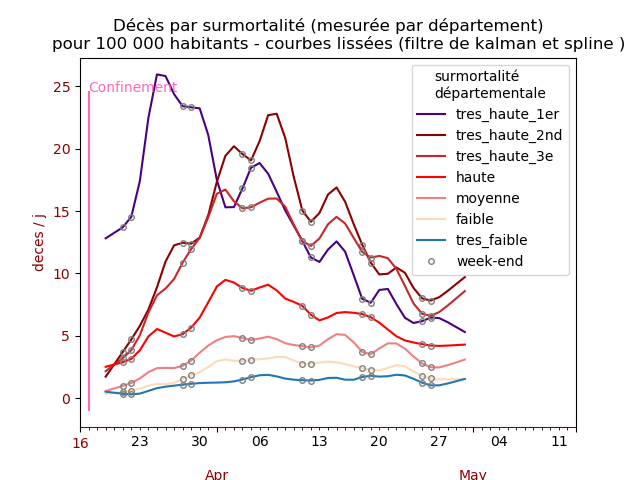 Décès par surmortalité (mesurée par département)
pour 100 000 habitants - courbes lissées (filtre de kalman et spline )
Confinement
surmortalité
départementale
tres_haute_1er
tres_haute_2nd
tres_haute_3e
haute
moyenne
faible
tres_faible
week-end
deces / j
25
20
15
10
5
0
16 23 30 06 13 20 27 04 11
Apr May